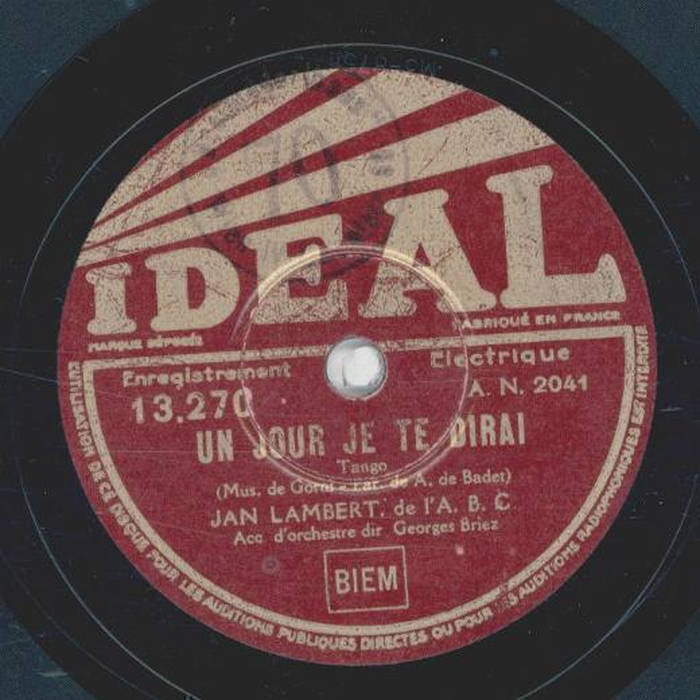 IDEAL
MARQUE DÉPOSÉE
FABRIQUÉ EN FRANCE
Enregistrement Electrique
13.270 A. N. 2041
UN JOUR JE TE DIRAI
Tango
(Mus. de Goras - Par. de A. de Badet)
JAN LAMBERT. de l'A. B. C.
Acc d'orchestre dir Georges Briez
BIEM
L'UTILISATION DE CE DISQUE POUR LES AUDITIONS PUBLIQUES DIRECTES OU POUR LES AUDITIONS RADIOPHONIQUES EST INTERDITE